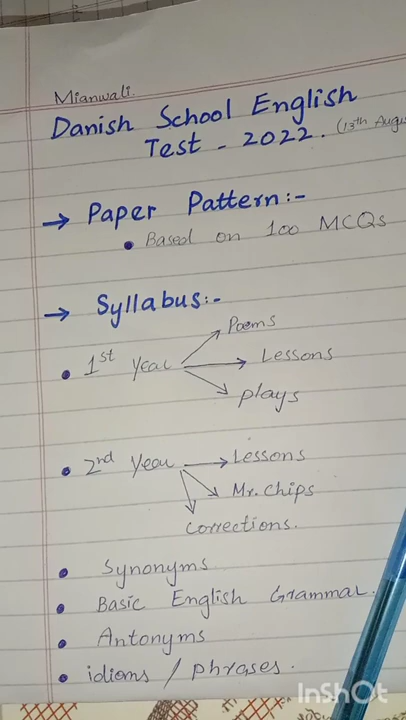 Mianwali.
Danish School English
Test - 2022. (13th Augu
→ Paper Pattern:-
• Based on 100 MCQs
→ Syllabus:-
• 1st Year → Poems
→ Lessons
→ plays
• 2nd Year → Lessons
→ Mr. Chips
→ Corrections.
• Synonyms
• Basic English Grammar.
• Antonyms
• idioms / phrases.
InShOt